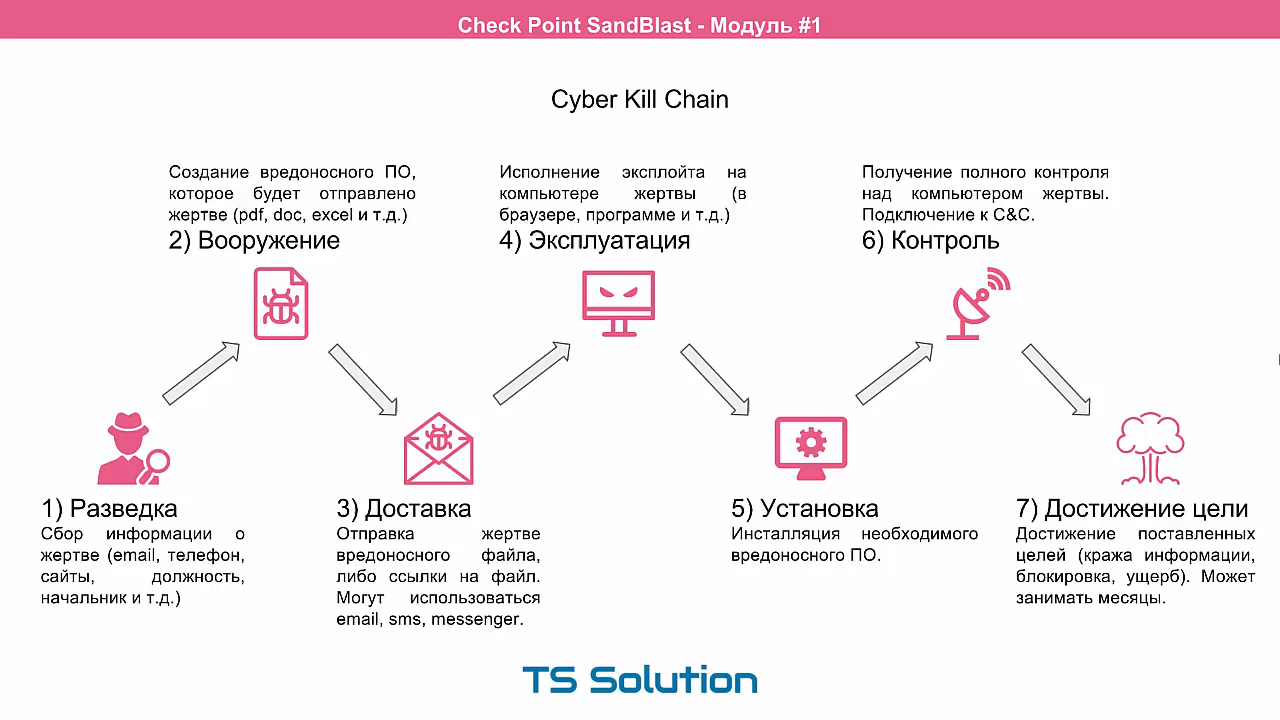 Check Point SandBlast - Модуль #1
Cyber Kill Chain
Создание вредоносного ПО,
которое будет отправлено
жертве (pdf, doc, excel и т.д.)
2) Вооружение
Исполнение эксплойта на
компьютере жертвы (в
браузере, программе и т.д.)
4) Эксплуатация
Получение полного контроля
над компьютером жертвы.
Подключение к C&C.
6) Контроль
1) Разведка
Сбор информации о
жертве (email, телефон,
сайты, должность,
начальник и т.д.)
3) Доставка
Отправка жертве
вредоносного файла,
либо ссылки на файл.
Могут использоваться
email, sms, messenger.
5) Установка
Инсталляция необходимого
вредоносного ПО.
7) Достижение цели
Достижение поставленных
целей (кража информации,
блокировка, ущерб). Может
занимать месяцы.
TS Solution